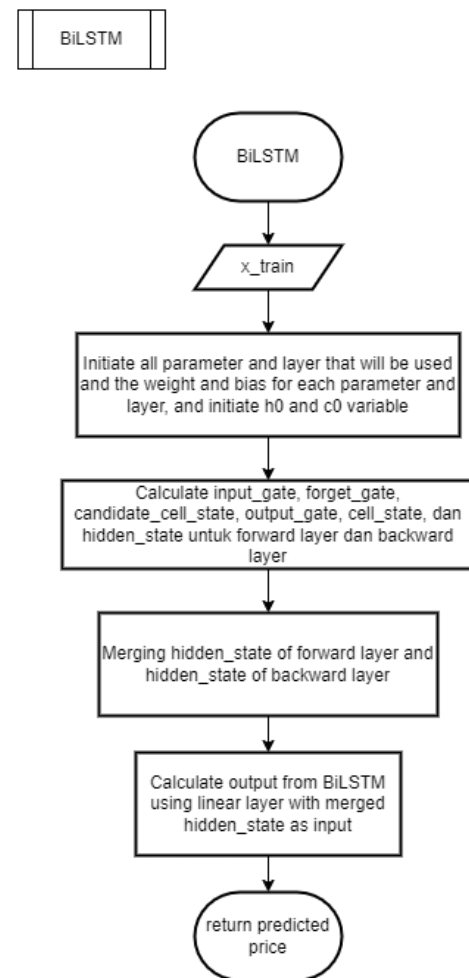 BiLSTM
BiLSTM
x_train
Initiate all parameter and layer that will be used
and the weight and bias for each parameter and
layer, and initiate h0 and c0 variable
Calculate input_gate, forget_gate,
candidate_cell_state, output_gate, cell_state, dan
hidden_state untuk forward layer dan backward
layer
Merging hidden_state of forward layer and
hidden_state of backward layer
Calculate output from BiLSTM
using linear layer with merged
hidden_state as input
return predicted
price